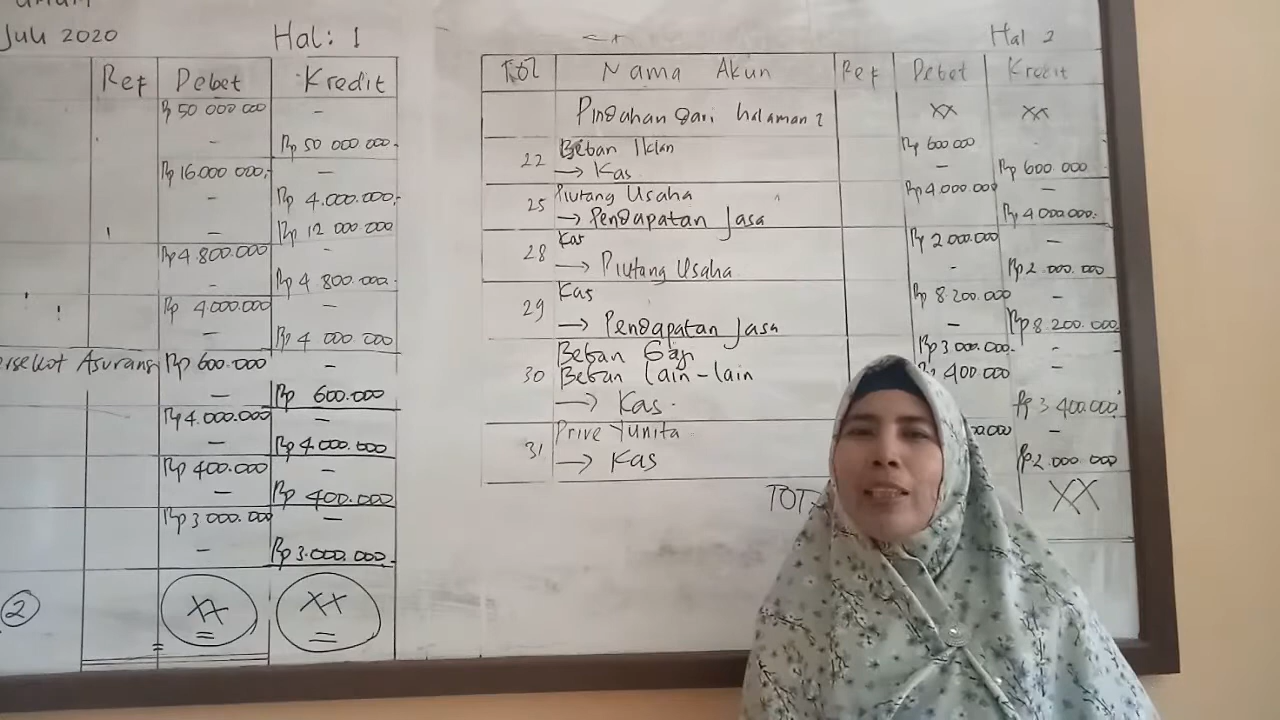 Juli 2020
Hal: 1
Ref Debet Kredit
Rp 50 000 000 -
- Rp 50 000 000.-
Rp 16.000 000,- -
- Rp 4.000.000,-
- Rp 12 000 000
Rp 4.800.000 -
- Rp 4 800.000.-
Rp 4.000.000 -
- Rp 4 000 000
Asuransi Rp 600.000 -
- Rp 600.000
Rp 4.000.000 -
- Rp 4.000.000
Rp 400.000 -
- Rp 400.000
Rp 3 000.000 -
- Rp 3.000.000,-
2 XX XX
Hal 2
Nama Akun Ref Debet Kredit
Pindahan dari halaman XX XX
22 Beban Iklan Rp 600 000 -
→ Kas - Rp 600.000
25 Piutang Usaha Rp 4.000.000 -
→ Pendapatan Jasa Rp 4 000.000.-
28 Kas Rp 2 000.000 -
→ Piutang Usaha - Rp 2.000.000
29 Kas Rp 8.200.000 -
→ Pendapatan Jasa - Rp 8.200.000
30 Beban Gaji Rp 3 000.000.- -
Beban lain-lain 400 000 -
→ Kas. Rp 3 400.000
31 Prive Yunita -
→ Kas Rp 2.000.000
XX